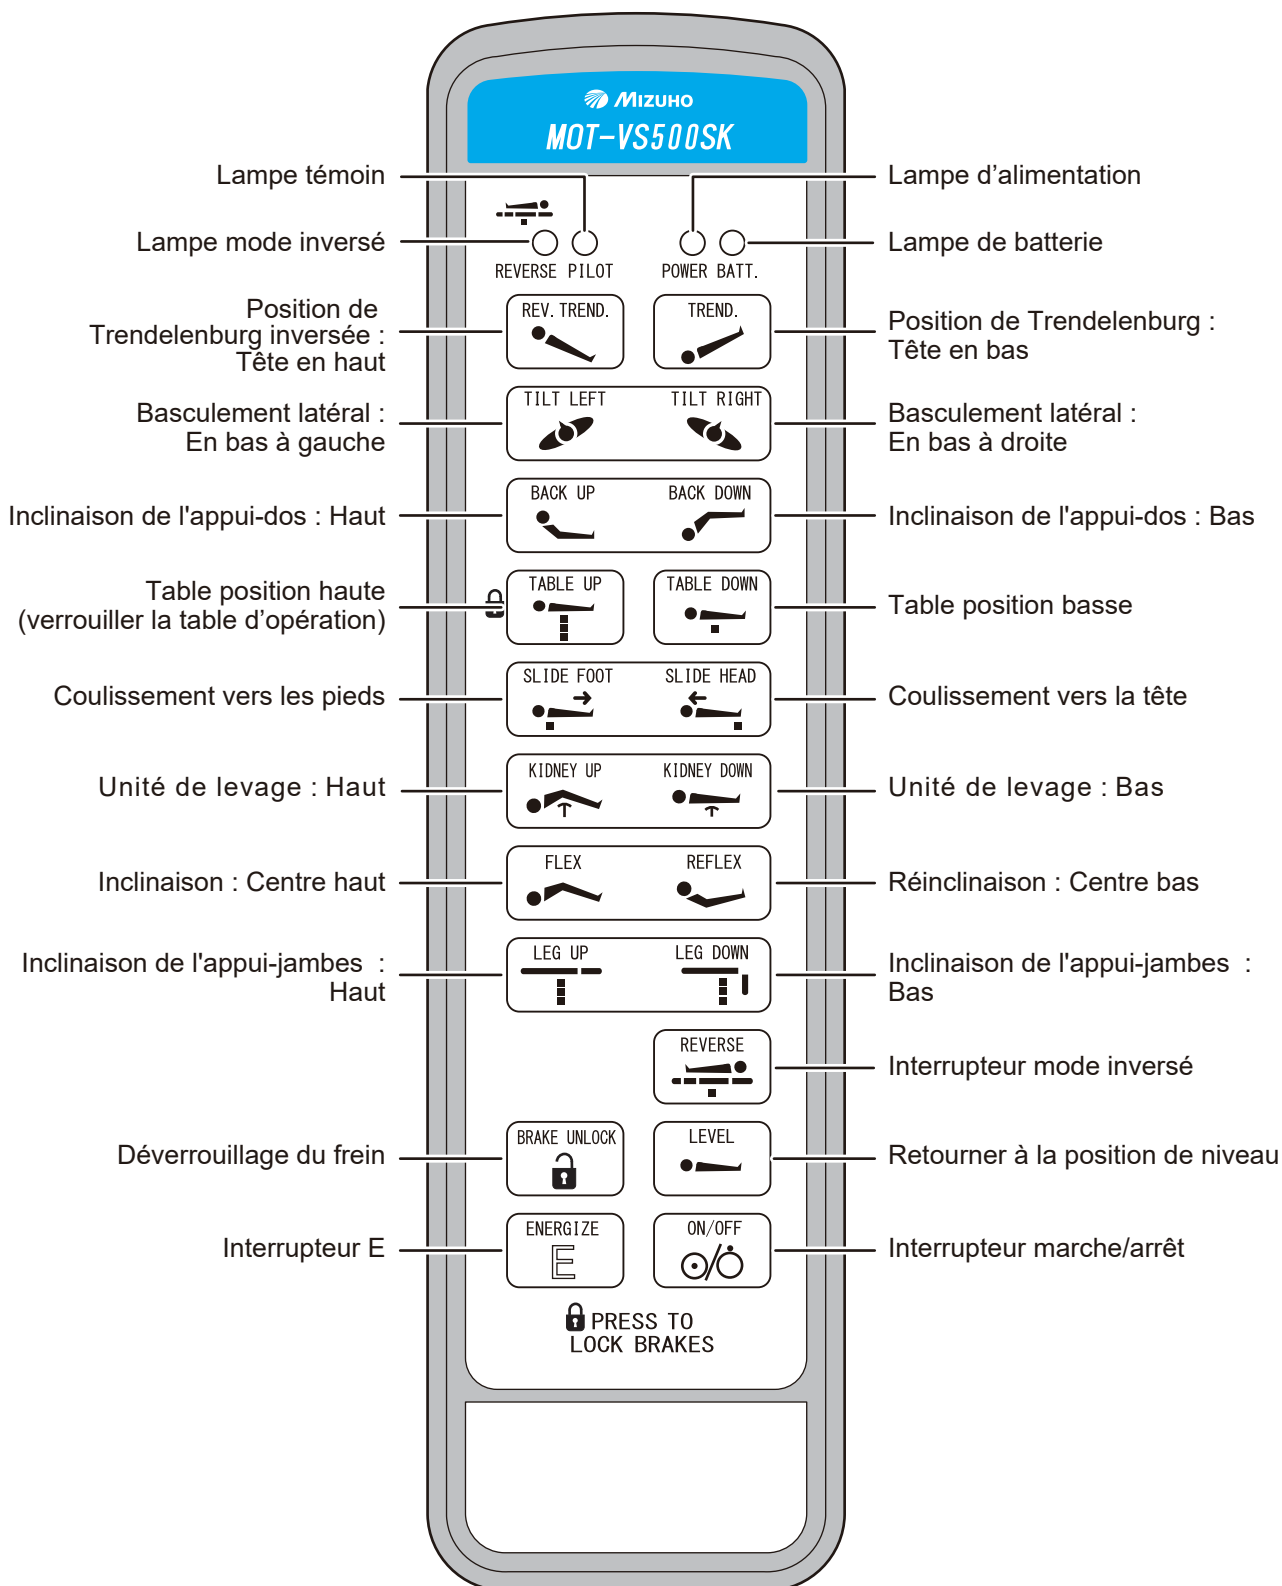 MIZUHO
MOT-VS500SK
Lampe témoin
Lampe d’alimentation
Lampe mode inversé
Lampe de batterie
REVERSE PILOT
POWER BATT.
Position de
Trendelenburg inversée :
Tête en haut
REV. TREND.
TREND.
Position de Trendelenburg :
Tête en bas
Basculement latéral :
En bas à gauche
TILT LEFT
TILT RIGHT
Basculement latéral :
En bas à droite
Inclinaison de l'appui-dos : Haut
BACK UP
BACK DOWN
Inclinaison de l'appui-dos : Bas
Table position haute
(verrouiller la table d’opération)
TABLE UP
TABLE DOWN
Table position basse
Coulissement vers les pieds
SLIDE FOOT
SLIDE HEAD
Coulissement vers la tête
Unité de levage : Haut
KIDNEY UP
KIDNEY DOWN
Unité de levage : Bas
Inclinaison : Centre haut
FLEX
REFLEX
Réinclinaison : Centre bas
Inclinaison de l'appui-jambes :
Haut
LEG UP
LEG DOWN
Inclinaison de l'appui-jambes :
Bas
REVERSE
Interrupteur mode inversé
Déverrouillage du frein
BRAKE UNLOCK
LEVEL
Retourner à la position de niveau
Interrupteur E
ENERGIZE
E
ON/OFF
Interrupteur marche/arrêt
PRESS TO
LOCK BRAKES